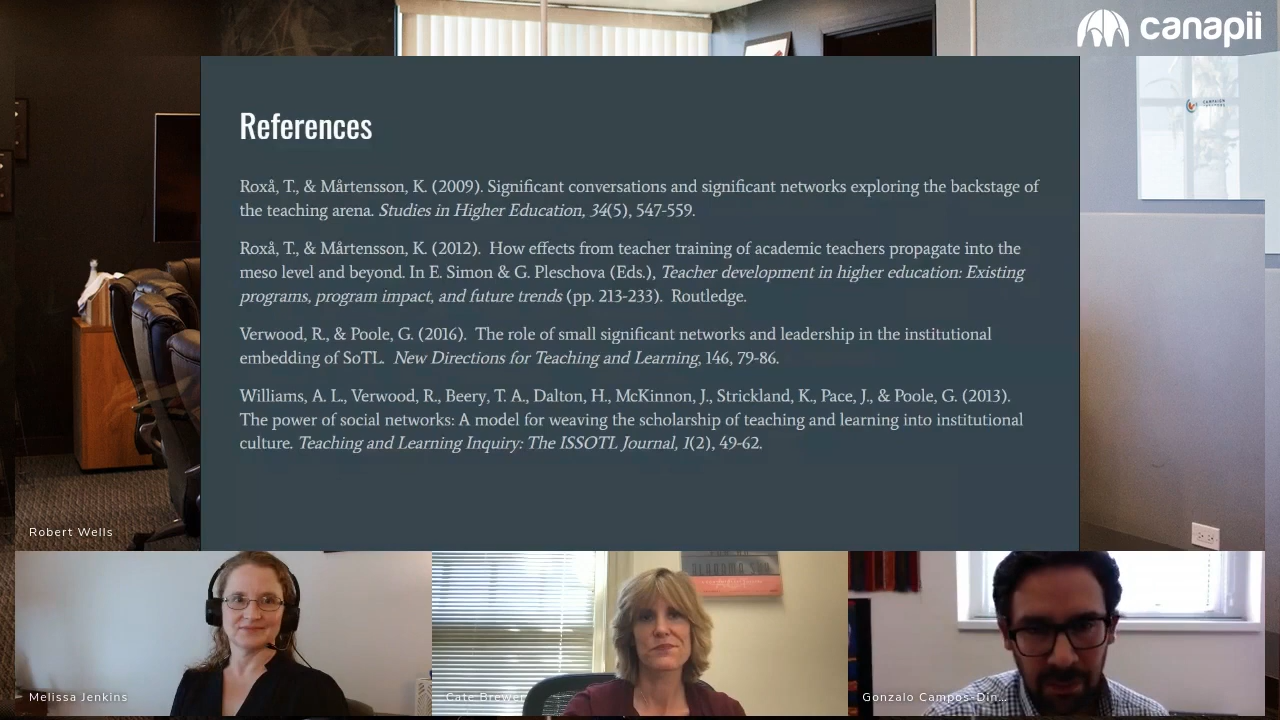 canapii
CAMPAIGN
References
Roxå, T., & Mårtensson, K. (2009). Significant conversations and significant networks exploring the backstage of
the teaching arena. Studies in Higher Education, 34(5), 547-559.
Roxå, T., & Mårtensson, K. (2012).  How effects from teacher training of academic teachers propagate into the
meso level and beyond. In E. Simon & G. Pleschova (Eds.), Teacher development in higher education: Existing
programs, program impact, and future trends (pp. 213-233).  Routledge.
Verwood, R., & Poole, G. (2016).  The role of small significant networks and leadership in the institutional
embedding of SoTL.  New Directions for Teaching and Learning, 146, 79-86.
Williams, A. L., Verwood, R., Beery, T. A., Dalton, H., McKinnon, J., Strickland, K., Pace, J., & Poole, G. (2013).
The power of social networks: A model for weaving the scholarship of teaching and learning into institutional
culture. Teaching and Learning Inquiry: The ISSOTL Journal, 1(2), 49-62.
Robert Wells
Melissa Jenkins
Cate Brewer
Gonzalo Campos-Din...